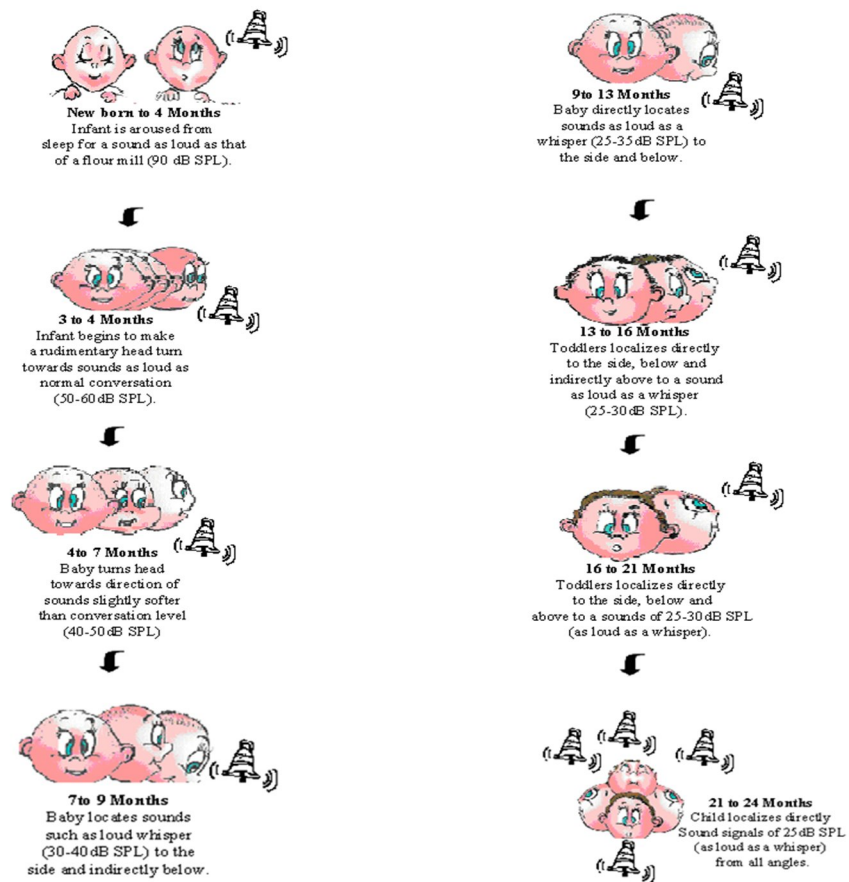 New born to 4 Months
Infant is aroused from
sleep for a sound as loud as that
of a flour mill (90 dB SPL).
3 to 4 Months
Infant begins to make
a rudimentary head turn
towards sounds as loud as
normal conversation
(50-60 dB SPL).
4to 7 Months
Baby turns head
towards direction of
sounds slightly softer
than conversation level
(40-50 dB SPL)
7to 9 Months
Baby locates sounds
such as loud whisper
(30-40 dB SPL) to the
side and indirectly below.
9to 13 Months
Baby directly locates
sounds as loud as a
whisper (25-35 dB SPL) to
the side and below.
13 to 16 Months
Toddlers localizes directly
to the side, below and
indirectly above to a sound
as loud as a whisper
(25-30 dB SPL).
16 to 21 Months
Toddlers localizes directly
to the side, below and
above to a sounds of 25-30 dB SPL
(as loud as a whisper).
21 to 24 Months
Child localizes directly
Sound signals of 25 dB SPL
(as loud as a whisper)
from all angles.